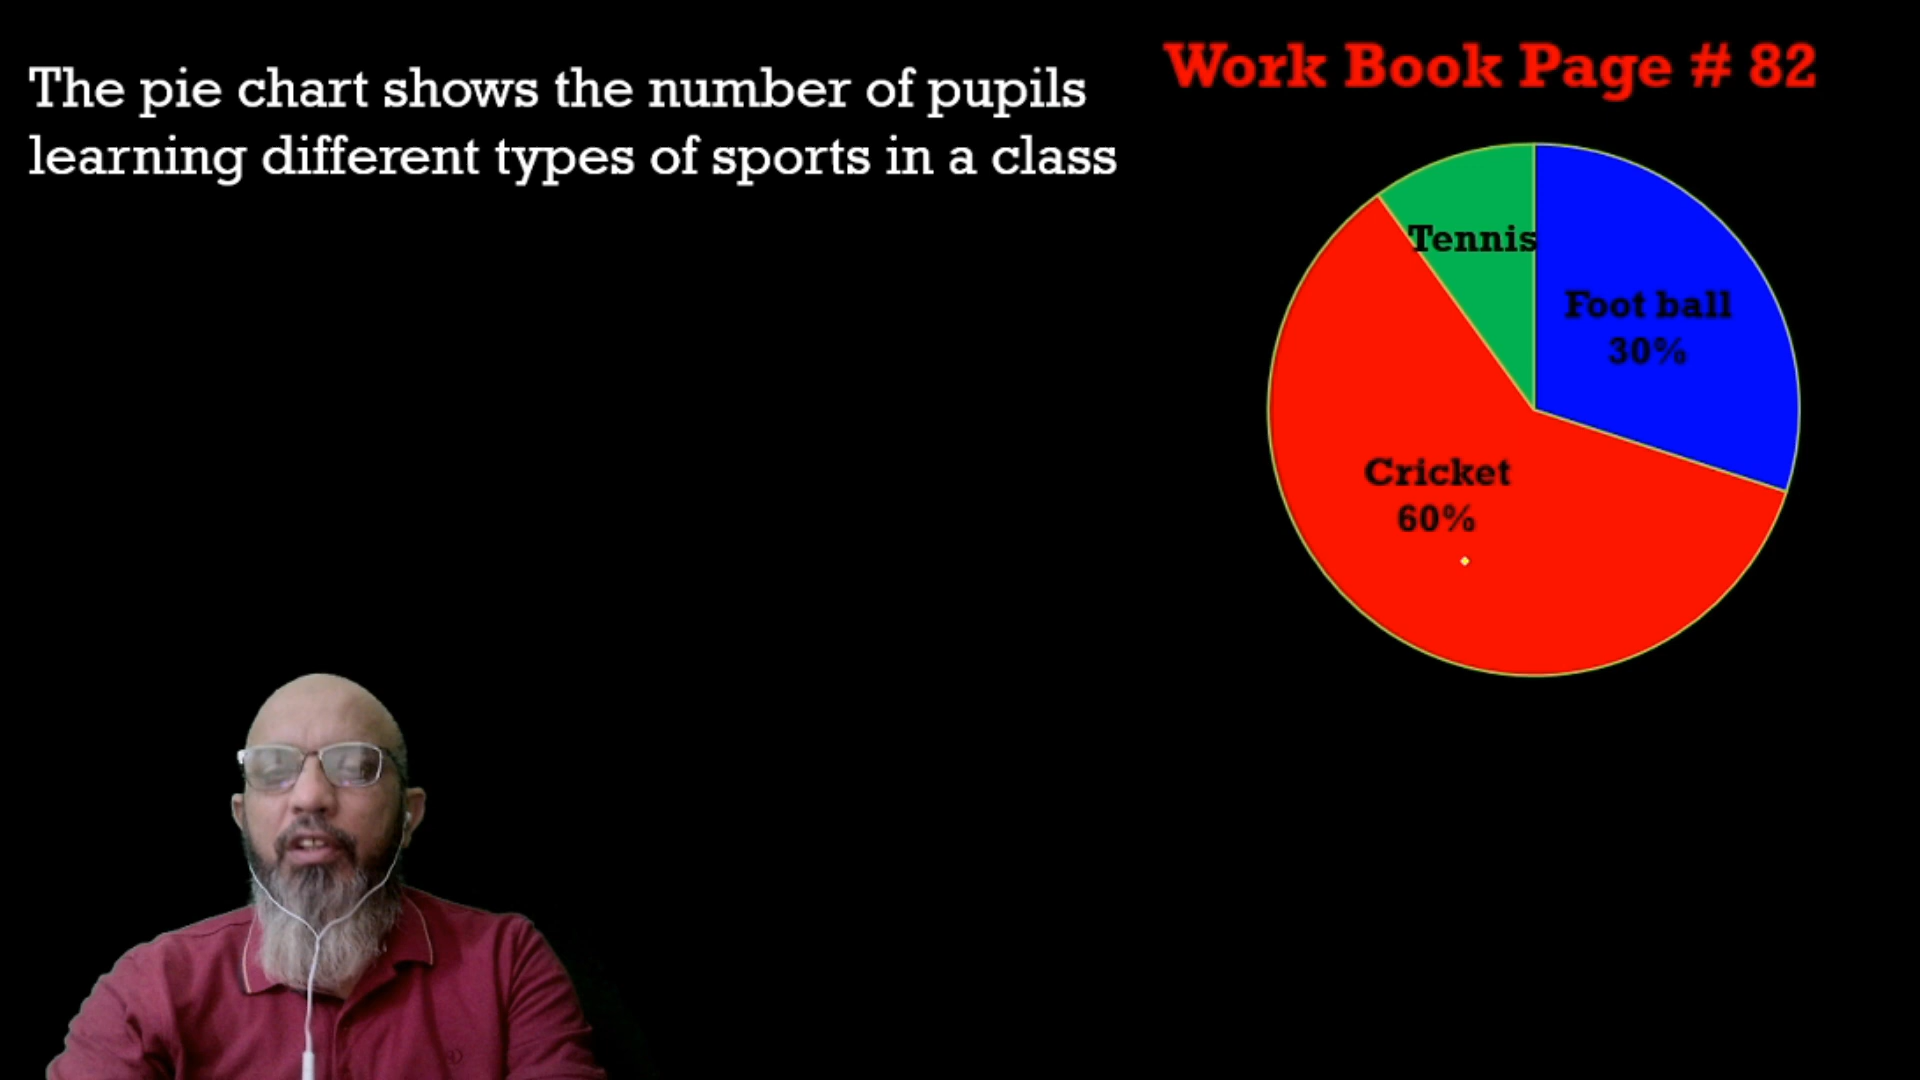 The pie chart shows the number of pupils
learning different types of sports in a class
Work Book Page # 82
Tennis
Foot ball
30%
Cricket
60%